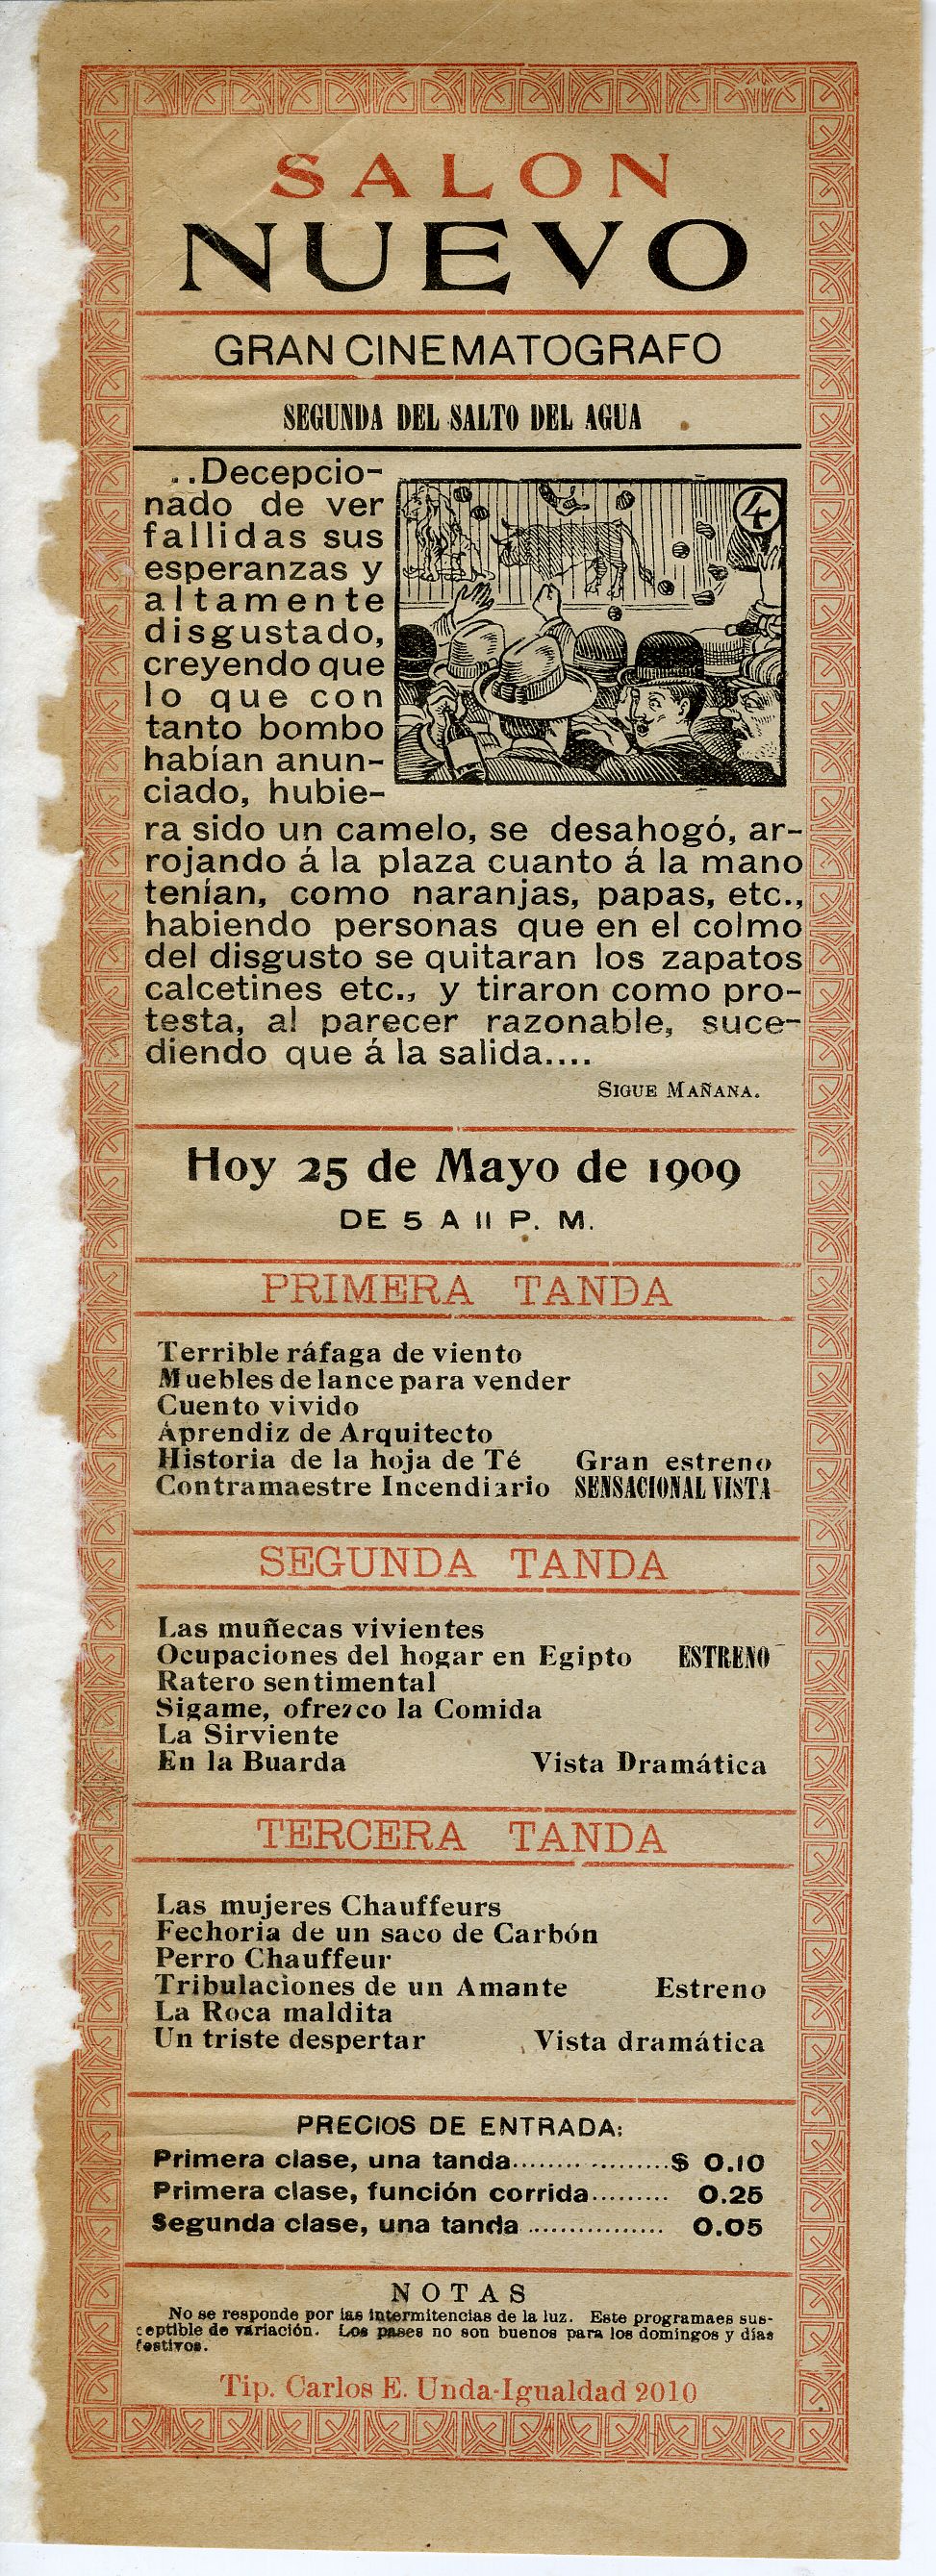 SALON
NUEVO
GRAN CINEMATOGRAFO
SEGUNDA DEL SALTO DEL AGUA
..Decepcio-
nado de ver
fallidas sus
esperanzas y
altamente
disgustado,
creyendo que
lo que con
tanto bombo
habían anun-
ciado, hubie-
4
ra sido un camelo, se desahogó, ar-
rojando á la plaza cuanto á la mano
tenían, como naranjas, papas, etc.,
habiendo personas que en el colmo
del disgusto se quitaran los zapatos
calcetines etc., y tiraron como pro-
testa, al parecer razonable, suce-
diendo que á la salida....
SIGUE MAÑANA.
Hoy 25 de Mayo de 1909
DE 5 A 11 P. M.
PRIMERA TANDA
Terrible ráfaga de viento
Muebles de lance para vender
Cuento vivido
Aprendiz de Arquitecto
Historia de la hoja de Té Gran estreno
Contramaestre Incendiario SENSACIONAL VISTA
SEGUNDA TANDA
Las muñecas vivientes
Ocupaciones del hogar en Egipto ESTRENO
Ratero sentimental
Sigame, ofrezco la Comida
La Sirviente
En la Buarda Vista Dramática
TERCERA TANDA
Las mujeres Chauffeurs
Fechoria de un saco de Carbón
Perro Chauffeur
Tribulaciones de un Amante Estreno
La Roca maldita
Un triste despertar Vista dramática
PRECIOS DE ENTRADA:
Primera clase, una tanda........ ..........$ 0.10
Primera clase, función corrida......... 0.25
Segunda clase, una tanda ................. 0.05
NOTAS
No se responde por las intermitencias de la luz. Este programaes sus-
ceptible de variación. Los pases no son buenos para los domingos y días
festivos.
Tip. Carlos E. Unda-Igualdad 2010